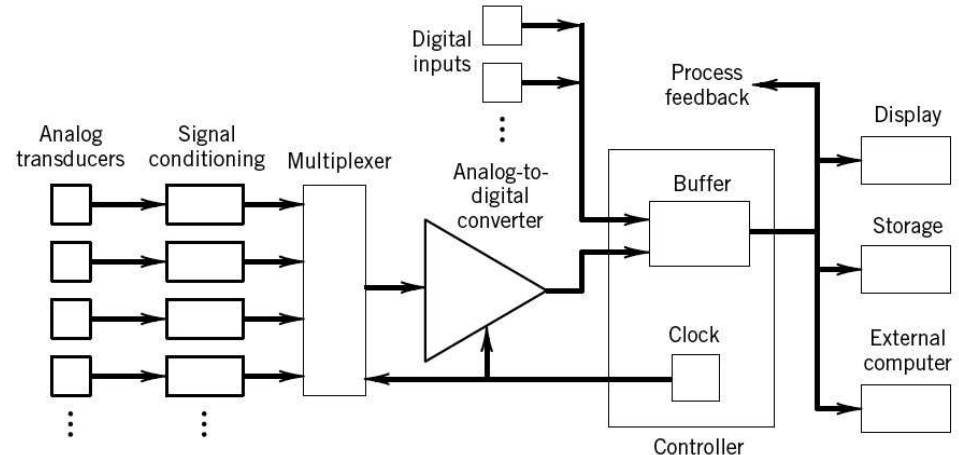 Digital
inputs
Process
feedback
Display
Analog
transducers
Signal
conditioning
Multiplexer
Analog-to-
digital
converter
Buffer
Storage
Clock
External
computer
Controller